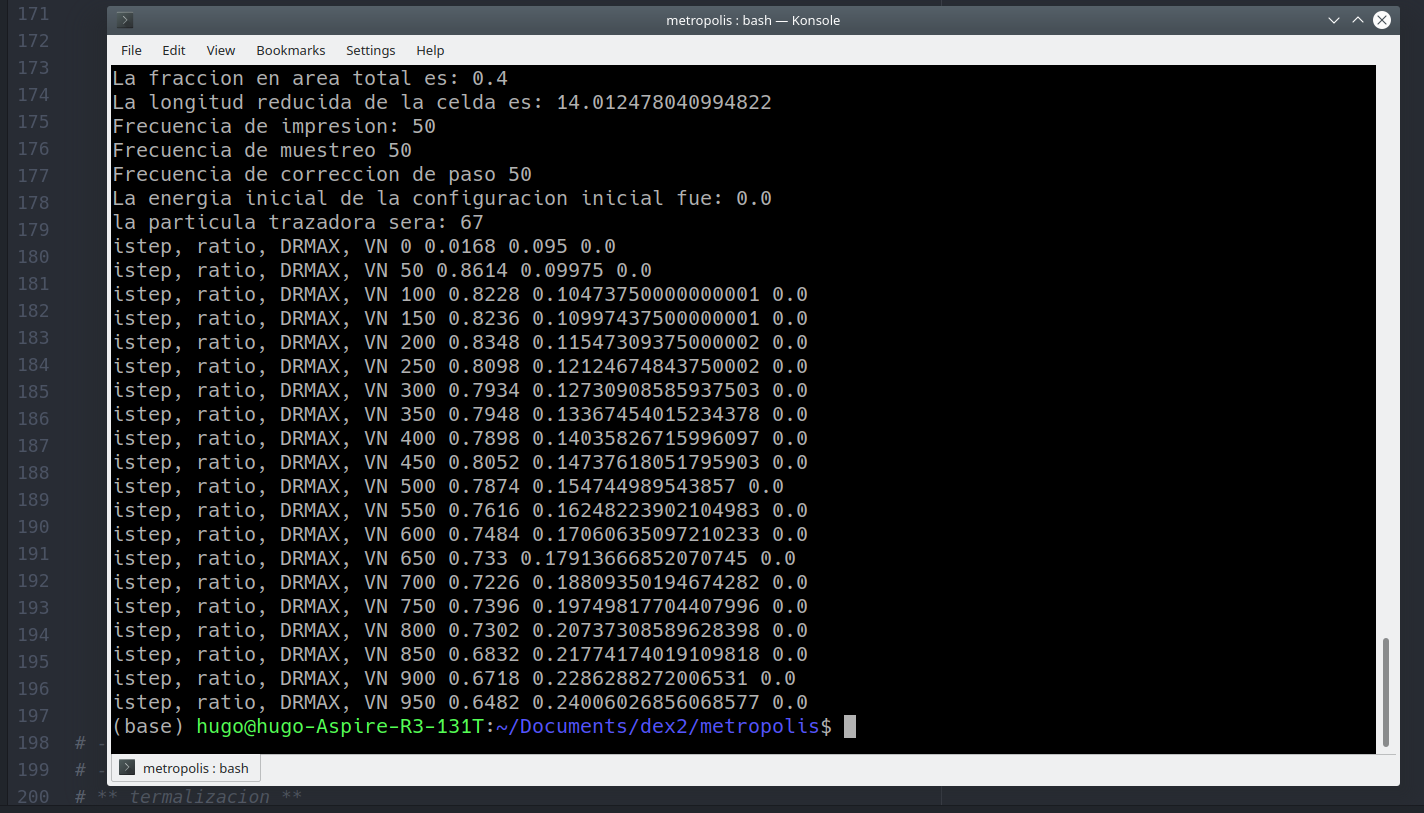 171
172
173
174
175
176
177
178
179
180
181
182
183
184
185
186
187
188
189
190
191
192
193
194
195
196
197
198 # -
199 # -
200 # ** termalizacion **
metropolis : bash — Konsole
File Edit View Bookmarks Settings Help
La fraccion en area total es: 0.4
La longitud reducida de la celda es: 14.012478040994822
Frecuencia de impresion: 50
Frecuencia de muestreo 50
Frecuencia de correccion de paso 50
La energia inicial de la configuracion inicial fue: 0.0
la particula trazadora sera: 67
istep, ratio, DRMAX, VN 0 0.0168 0.095 0.0
istep, ratio, DRMAX, VN 50 0.8614 0.09975 0.0
istep, ratio, DRMAX, VN 100 0.8228 0.10473750000000001 0.0
istep, ratio, DRMAX, VN 150 0.8236 0.10997437500000001 0.0
istep, ratio, DRMAX, VN 200 0.8348 0.11547309375000002 0.0
istep, ratio, DRMAX, VN 250 0.8098 0.12124674843750002 0.0
istep, ratio, DRMAX, VN 300 0.7934 0.12730908585937503 0.0
istep, ratio, DRMAX, VN 350 0.7948 0.13367454015234378 0.0
istep, ratio, DRMAX, VN 400 0.7898 0.14035826715996097 0.0
istep, ratio, DRMAX, VN 450 0.8052 0.14737618051795903 0.0
istep, ratio, DRMAX, VN 500 0.7874 0.154744989543857 0.0
istep, ratio, DRMAX, VN 550 0.7616 0.16248223902104983 0.0
istep, ratio, DRMAX, VN 600 0.7484 0.17060635097210233 0.0
istep, ratio, DRMAX, VN 650 0.733 0.17913666852070745 0.0
istep, ratio, DRMAX, VN 700 0.7226 0.18809350194674282 0.0
istep, ratio, DRMAX, VN 750 0.7396 0.19749817704407996 0.0
istep, ratio, DRMAX, VN 800 0.7302 0.20737308589628398 0.0
istep, ratio, DRMAX, VN 850 0.6832 0.21774174019109818 0.0
istep, ratio, DRMAX, VN 900 0.6718 0.2286288272006531 0.0
istep, ratio, DRMAX, VN 950 0.6482 0.24006026856068577 0.0
(base) hugo@hugo-Aspire-R3-131T:~/Documents/dex2/metropolis$
metropolis : bash